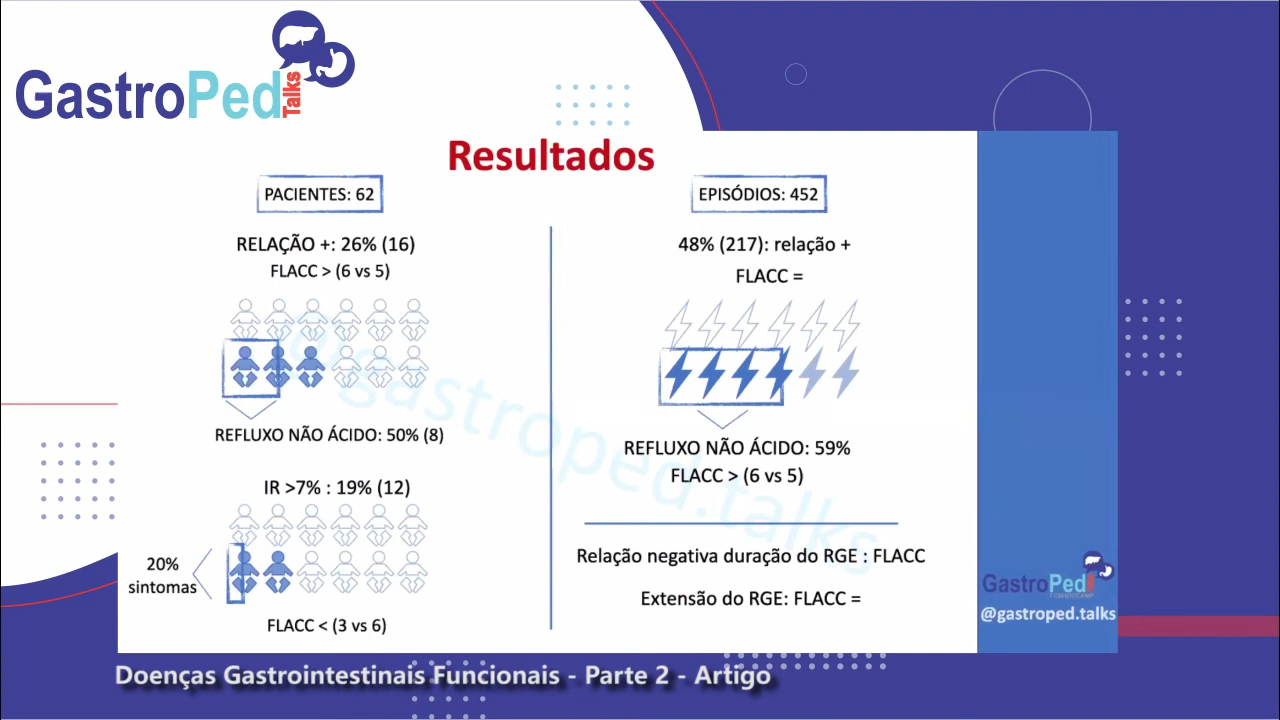 GastroPed
Talks
Resultados
PACIENTES: 62
RELAÇÃO +: 26% (16)
FLACC > (6 vs 5)
REFLUXO NÃO ÁCIDO: 50% (8)
IR >7% : 19% (12)
20%
sintomas
FLACC < (3 vs 6)
EPISÓDIOS: 452
48% (217): relação +
FLACC =
REFLUXO NÃO ÁCIDO: 59%
FLACC > (6 vs 5)
Relação negativa duração do RGE : FLACC
Extensão do RGE: FLACC =
@gastroped.talks
GastroPed
@gastroped.talks
Doenças Gastrointestinais Funcionais - Parte 2 - Artigo